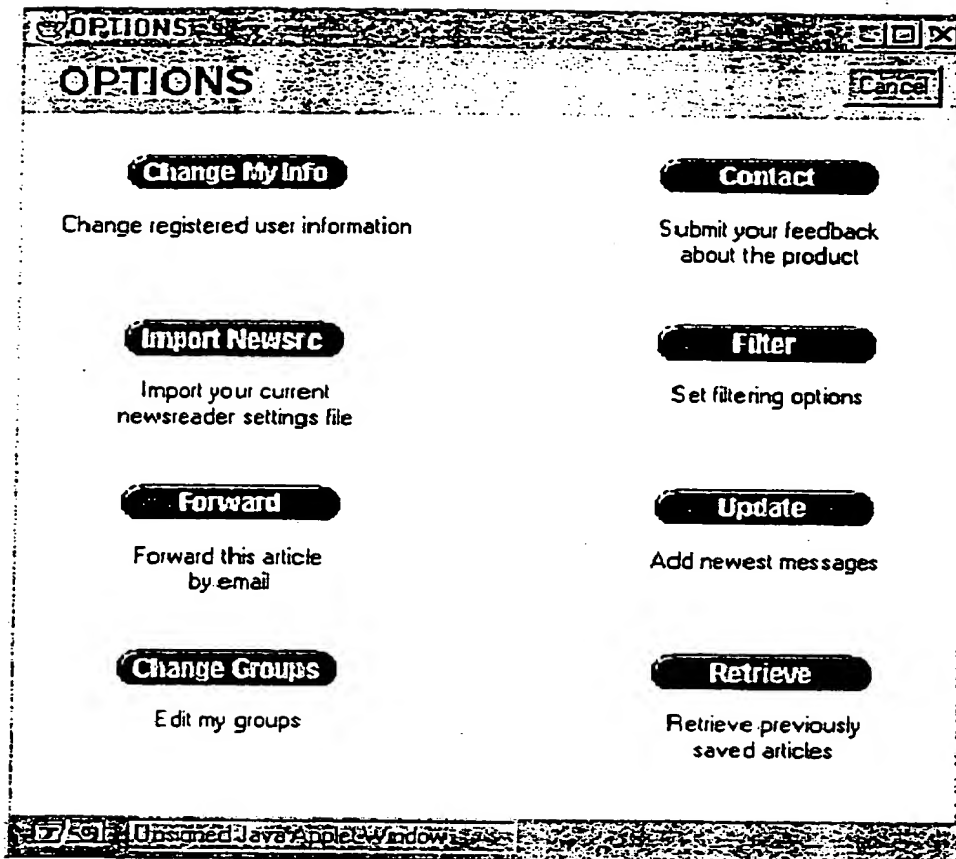 OPTIONS
OPTIONS
Cancel
Change My Info
Change registered user information
Contact
Submit your feedback
about the product
Import Newsrc
Import your current
newsreader settings file
Filter
Set filtering options
Forward
Forward this article
by email
Update
Add newest messages
Change Groups
Edit my groups
Retrieve
Retrieve previously
saved articles
Unsigned Java Applet Window